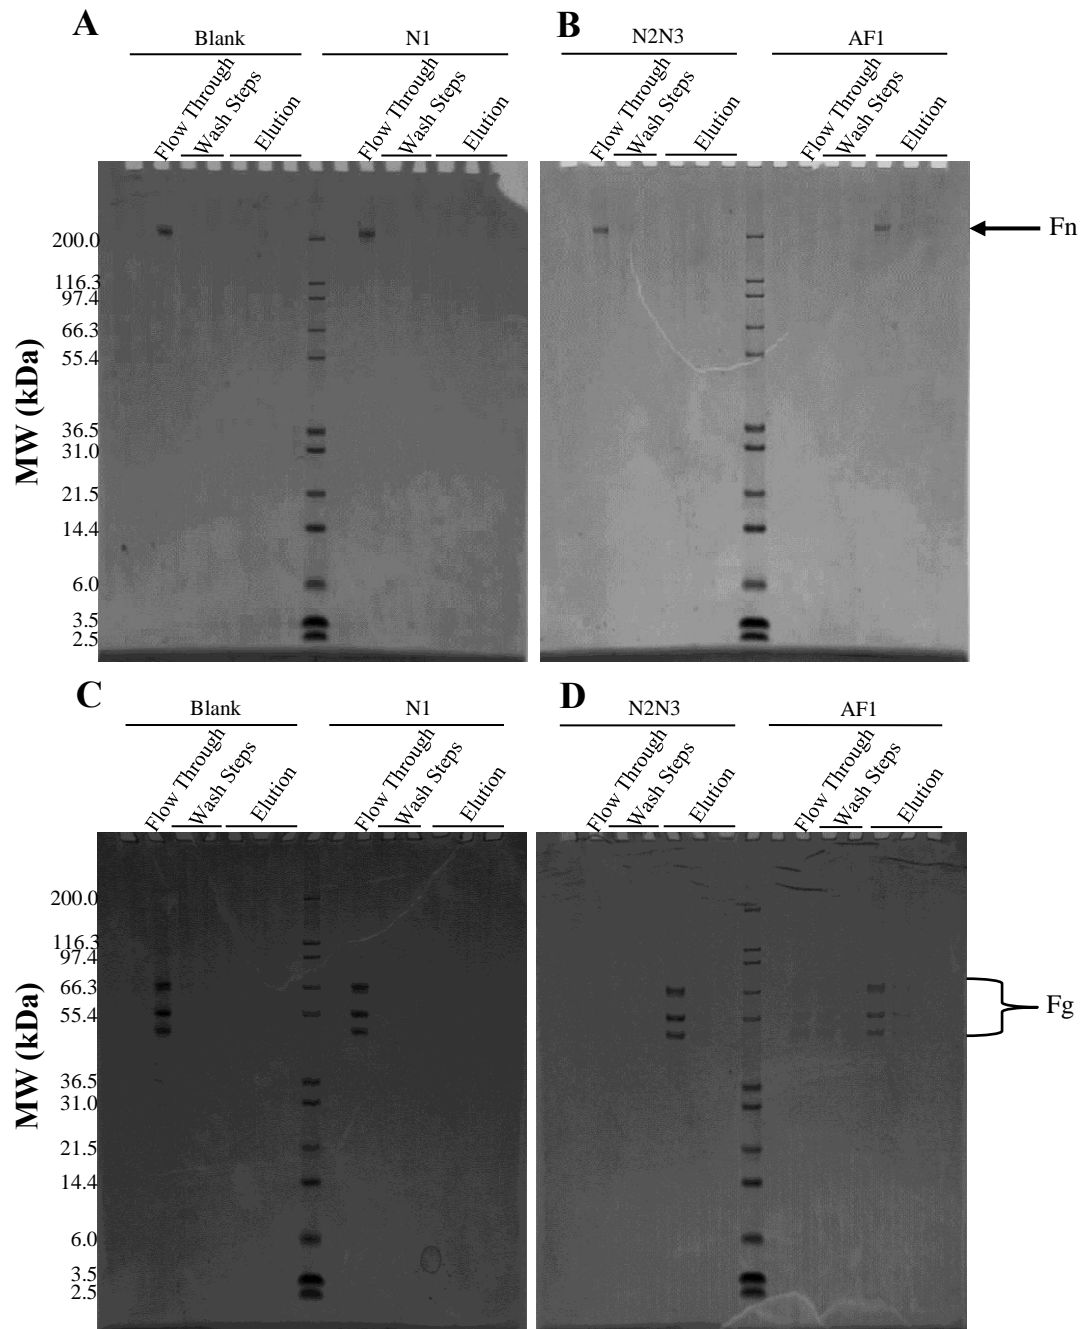 A
Blank
N1
Flow Through
Wash Steps
Elution
Flow Through
Wash Steps
Elution
B
N2N3
AF1
Flow Through
Wash Steps
Elution
Flow Through
Wash Steps
Elution
MW (kDa)
200.0
116.3
97.4
66.3
55.4
36.5
31.0
21.5
14.4
6.0
3.5
2.5
Fn
C
Blank
N1
Flow Through
Wash Steps
Elution
Flow Through
Wash Steps
Elution
D
N2N3
AF1
Flow Through
Wash Steps
Elution
Flow Through
Wash Steps
Elution
MW (kDa)
200.0
116.3
97.4
66.3
55.4
36.5
31.0
21.5
14.4
6.0
3.5
2.5
Fg